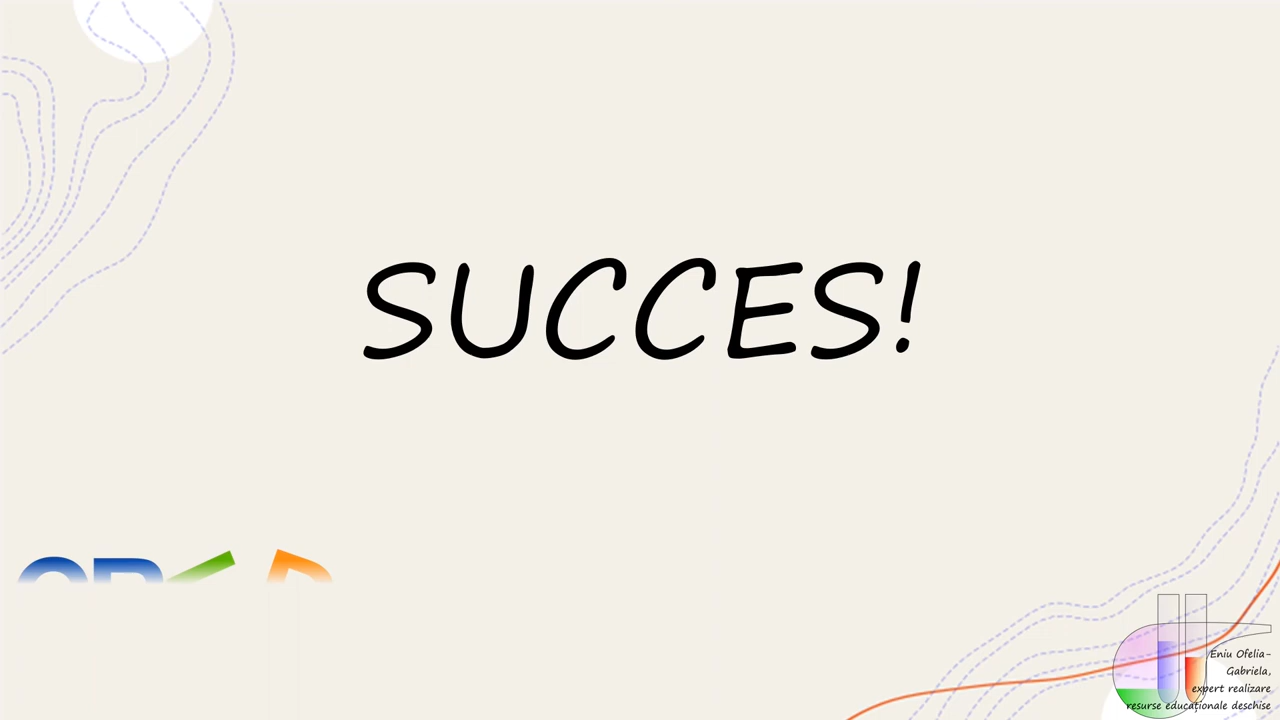 SUCCES!
Eniu Ofelia-
Gabriela,
expert realizare
resurse educaționale deschise